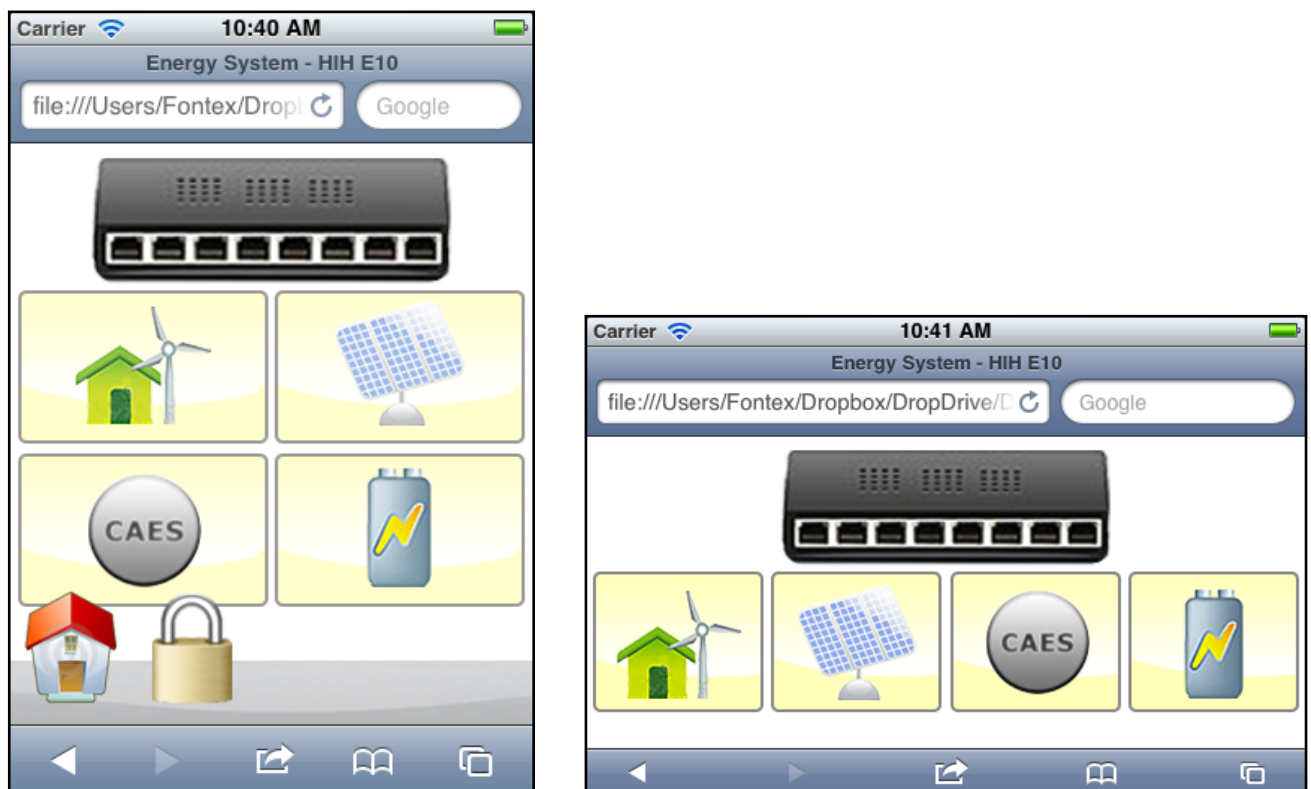 Carrier 10:40 AM
Energy System - HIH E10
file:///Users/Fontex/Drop
Google
CAES
Carrier 10:41 AM
Energy System - HIH E10
file:///Users/Fontex/Dropbox/DropDrive/D
Google
CAES